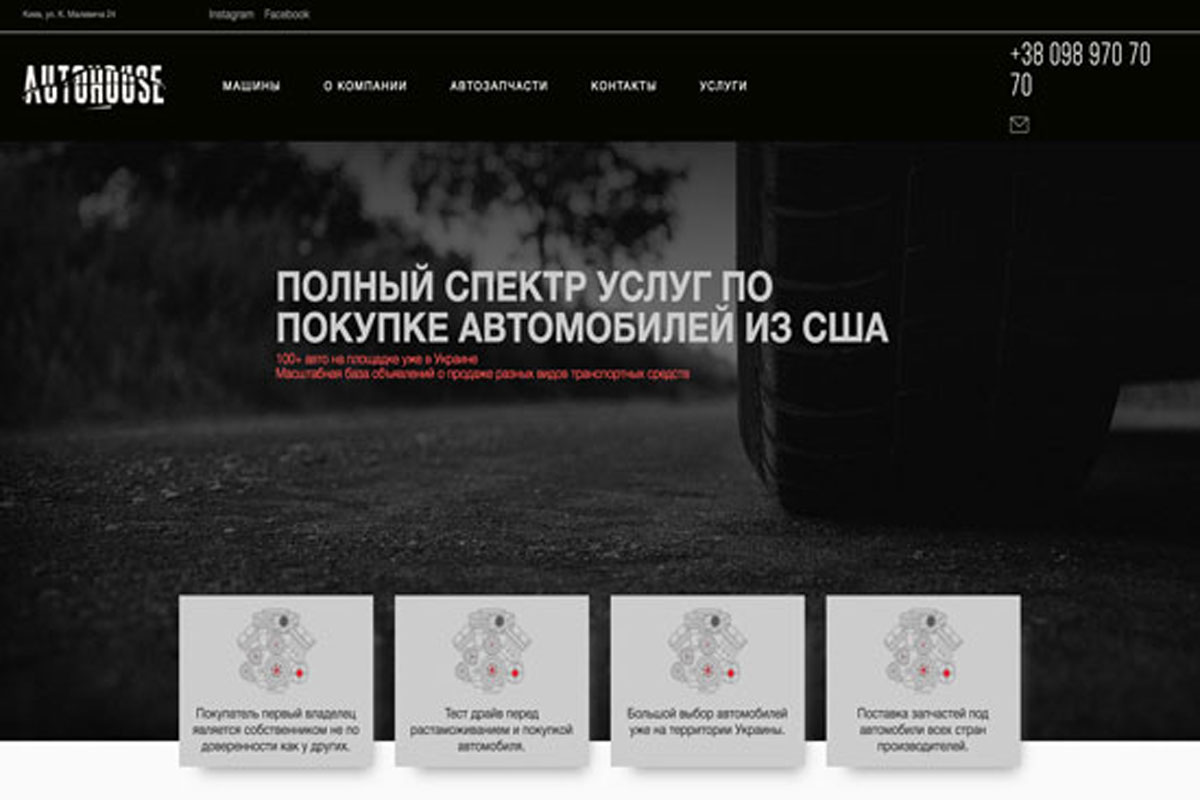 Киев, ул. К. Малевича 24
Instagram Facebook
AUTOHOUSE
МАШИНЫ О КОМПАНИИ АВТОЗАПЧАСТИ КОНТАКТЫ УСЛУГИ
+38 098 970 70
70
ПОЛНЫЙ СПЕКТР УСЛУГ ПО
ПОКУПКЕ АВТОМОБИЛЕЙ ИЗ США
100+ авто на площадке уже в Украине
Масштабная база объявлений о продаже разных видов транспортных средств
Покупатель первый владелец
является собственником не по
доверенности как у других.
Тест драйв перед
растаможиванием и покупкой
автомобиля.
Большой выбор автомобилей
уже на территории Украины.
Поставка запчастей под
автомобили всех стран
производителей.